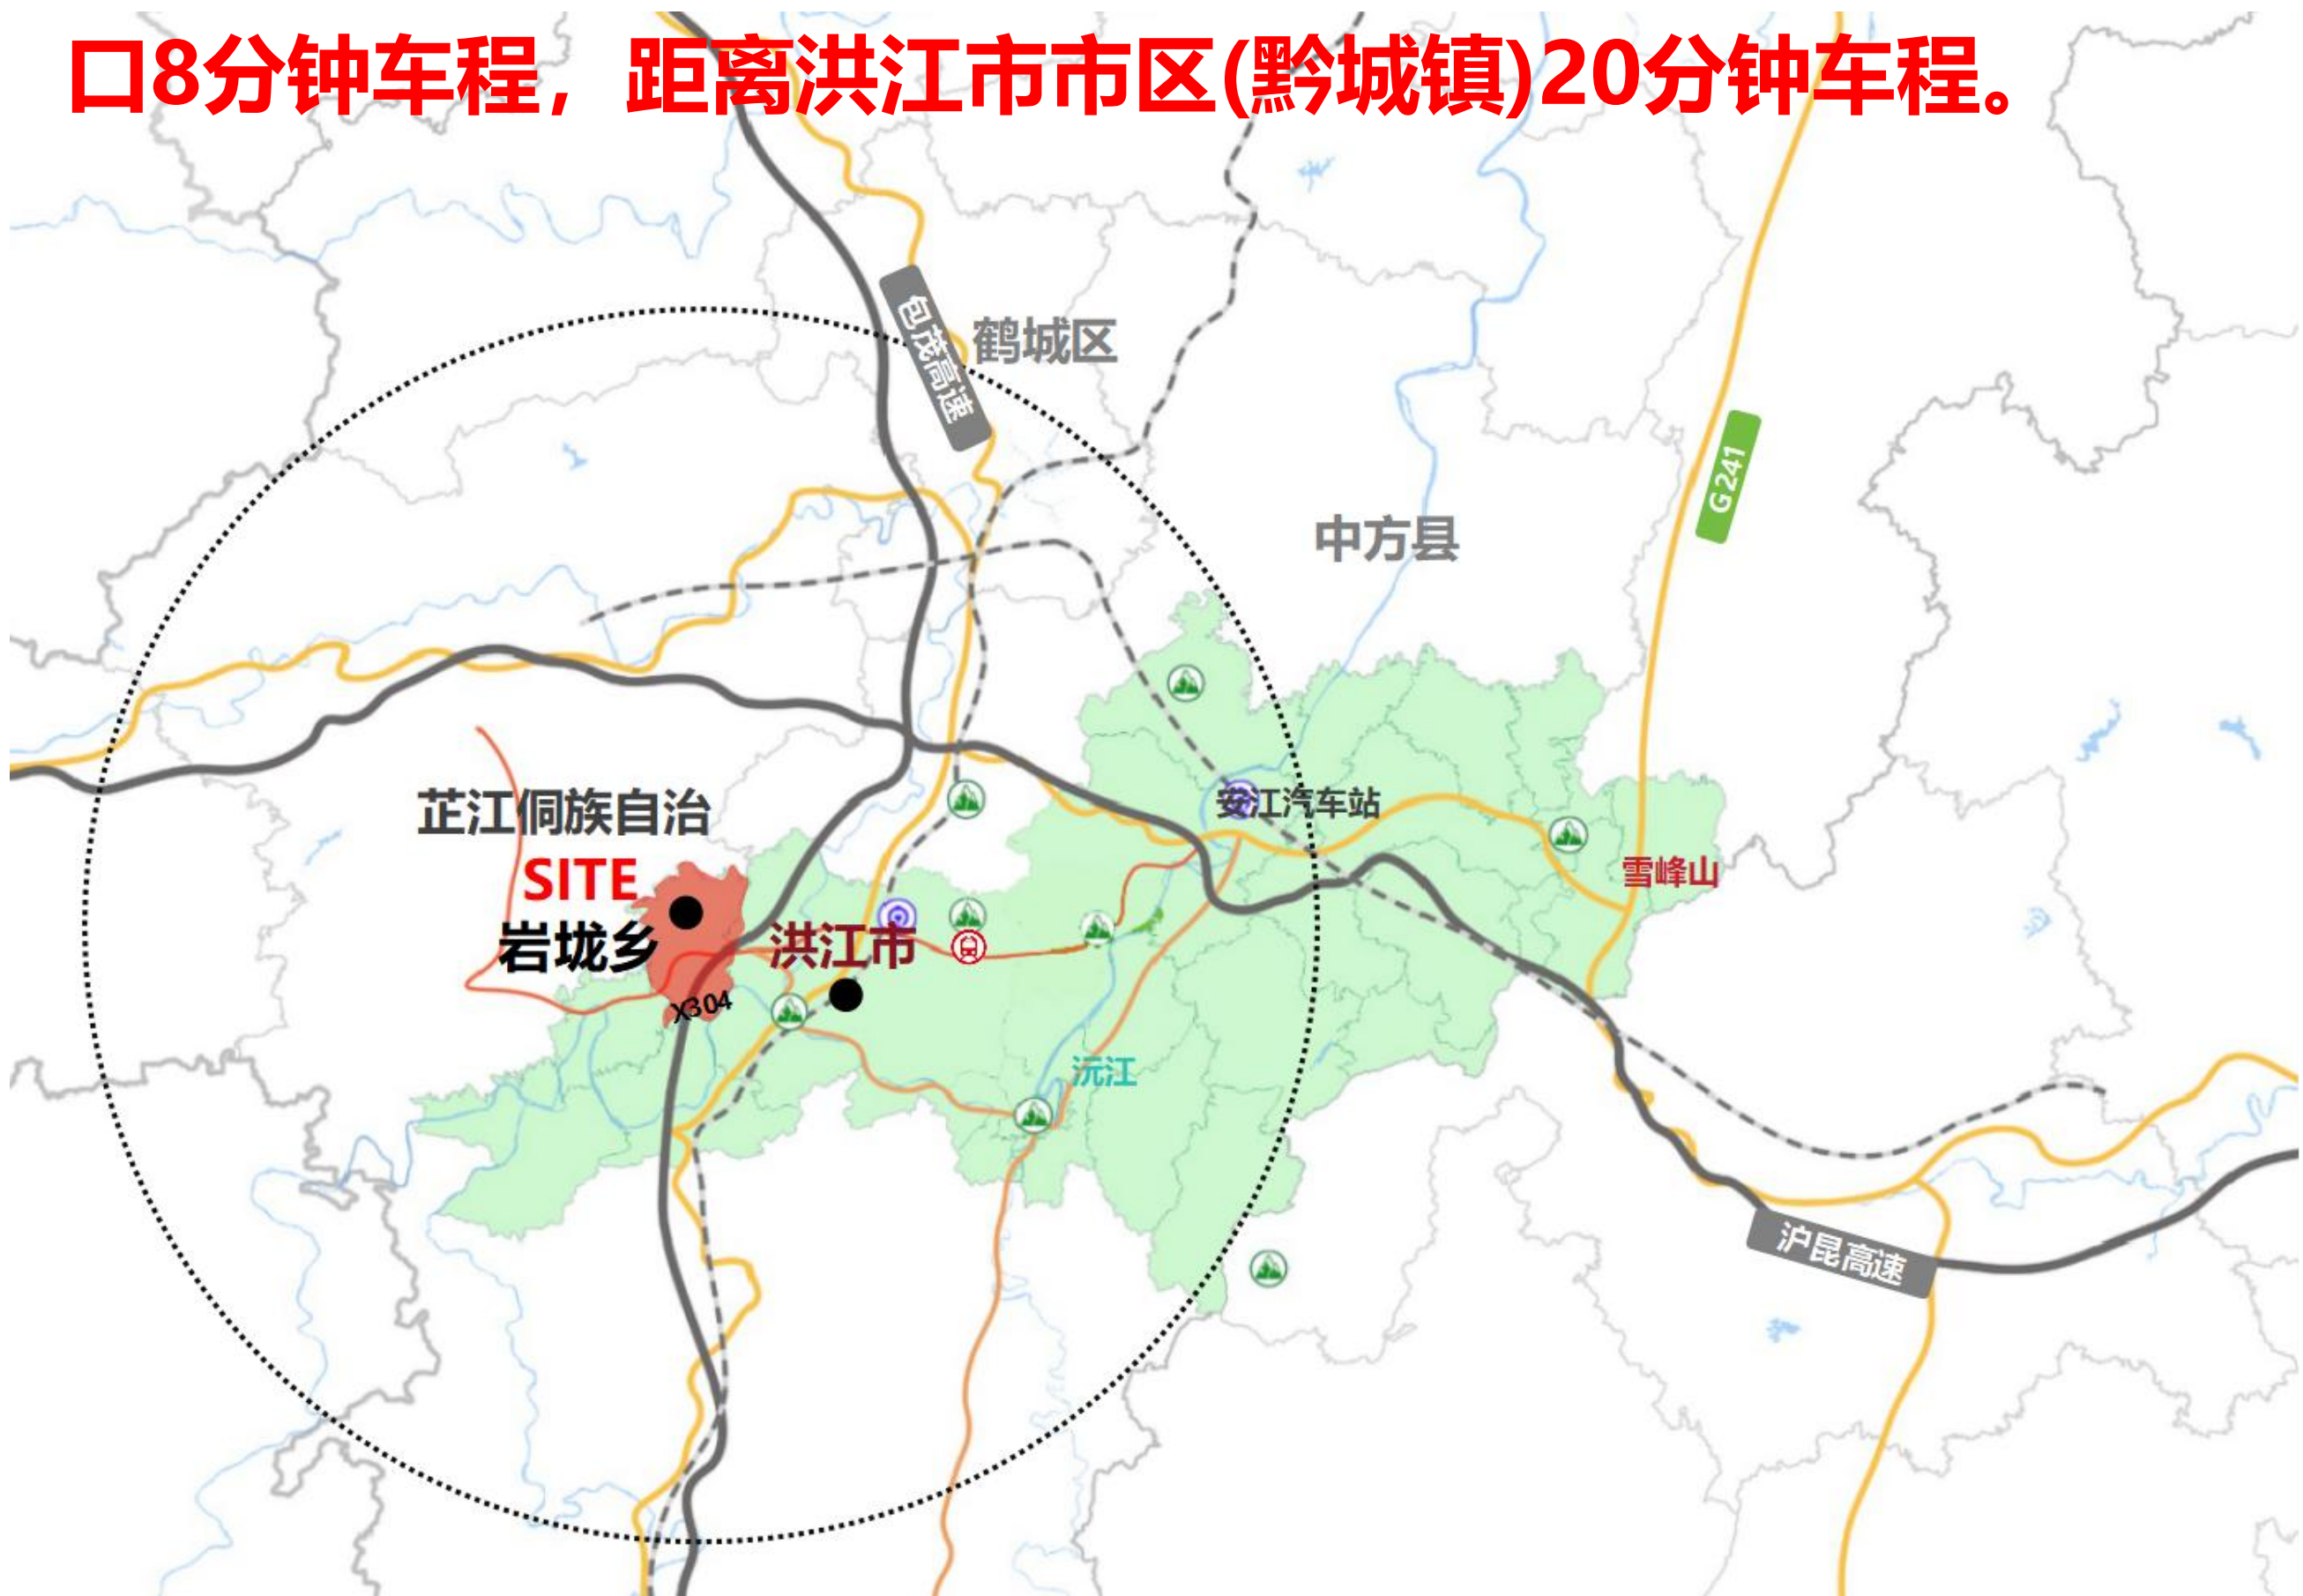 口8分钟车程，距离洪江市市区(黔城镇)20分钟车程。
包茂高速
鹤城区
G241
中方县
芷江侗族自治
安江汽车站
SITE
雪峰山
岩垅乡
洪江市
X304
沅江
沪昆高速